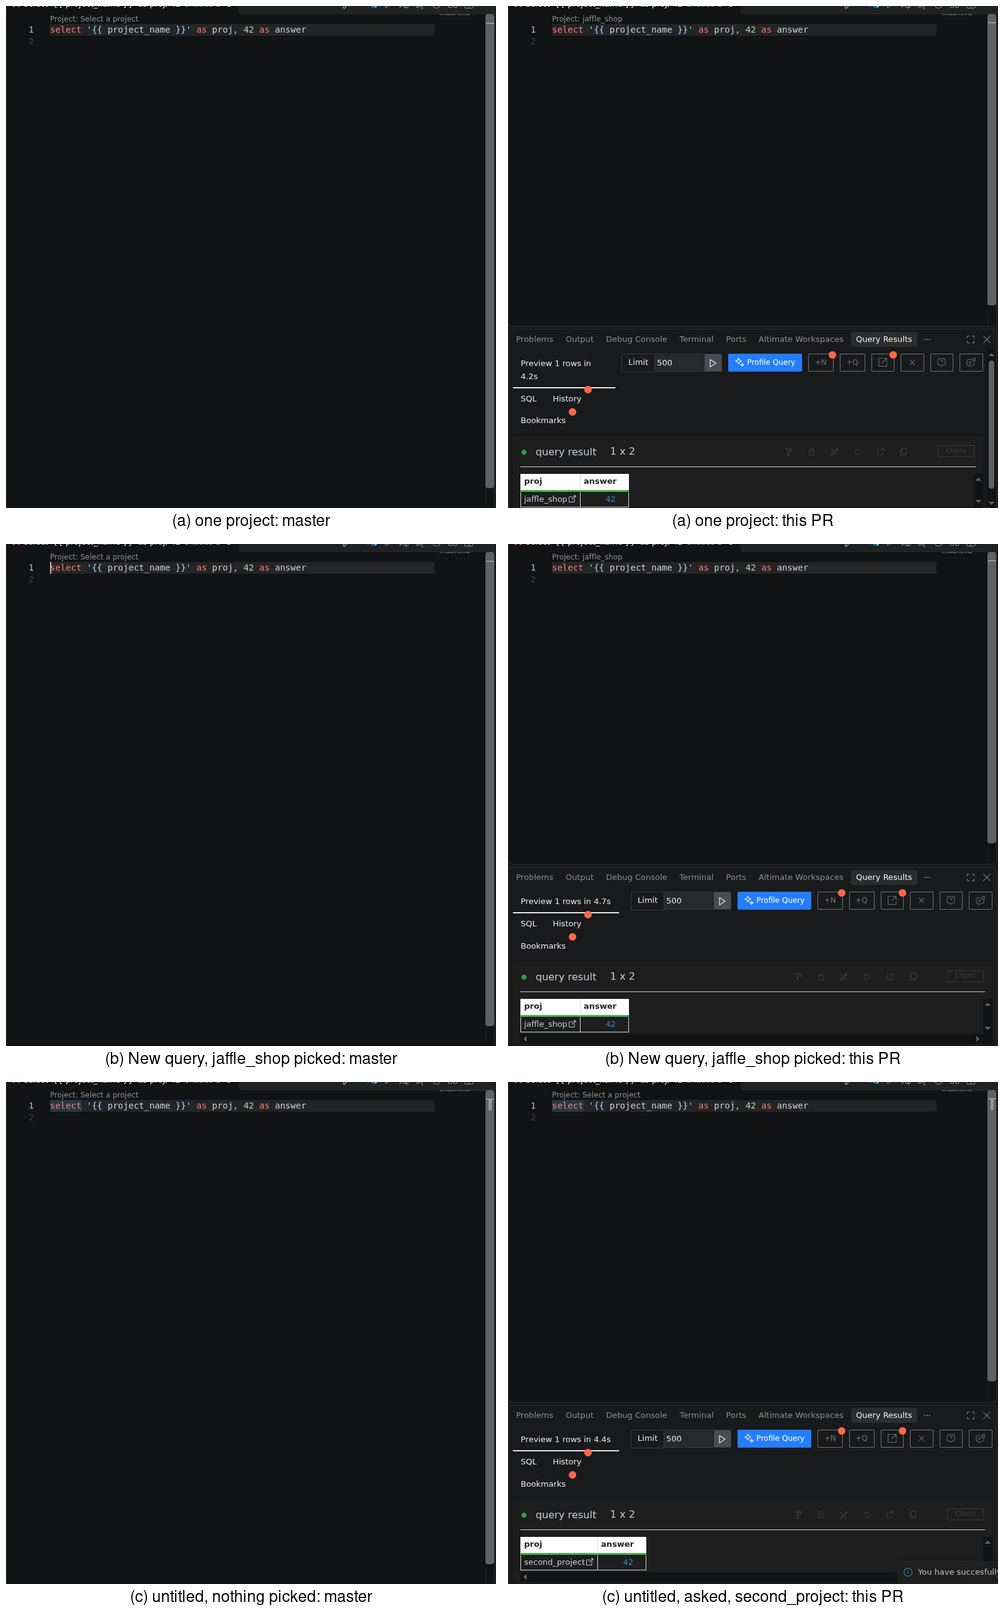 Project: Select a project
1 select '{{ project_name }}' as proj, 42 as answer
2
(a) one project: master
Project: jaffle_shop
1 select '{{ project_name }}' as proj, 42 as answer
2
Problems Output Debug Console Terminal Ports Altimate Workspaces Query Results ···
Preview 1 rows in 4.2s
Limit 500 Profile Query +N +Q
SQL History
Bookmarks
query result 1 x 2
Charts
proj answer
jaffle_shop 42
(a) one project: this PR
Project: Select a project
1 select '{{ project_name }}' as proj, 42 as answer
2
(b) New query, jaffle_shop picked: master
Project: jaffle_shop
1 select '{{ project_name }}' as proj, 42 as answer
2
Problems Output Debug Console Terminal Ports Altimate Workspaces Query Results ···
Preview 1 rows in 4.7s Limit 500 Profile Query +N +Q
SQL History
Bookmarks
query result 1 x 2
Charts
proj answer
jaffle_shop 42
(b) New query, jaffle_shop picked: this PR
Project: Select a project
1 select '{{ project_name }}' as proj, 42 as answer
2
(c) untitled, nothing picked: master
Project: Select a project
1 select '{{ project_name }}' as proj, 42 as answer
2
Problems Output Debug Console Terminal Ports Altimate Workspaces Query Results ···
Preview 1 rows in 4.4s Limit 500 Profile Query +N +Q
SQL History
Bookmarks
query result 1 x 2
Charts
proj answer
second_project 42
You have
(c) untitled, asked, second_project: this PR